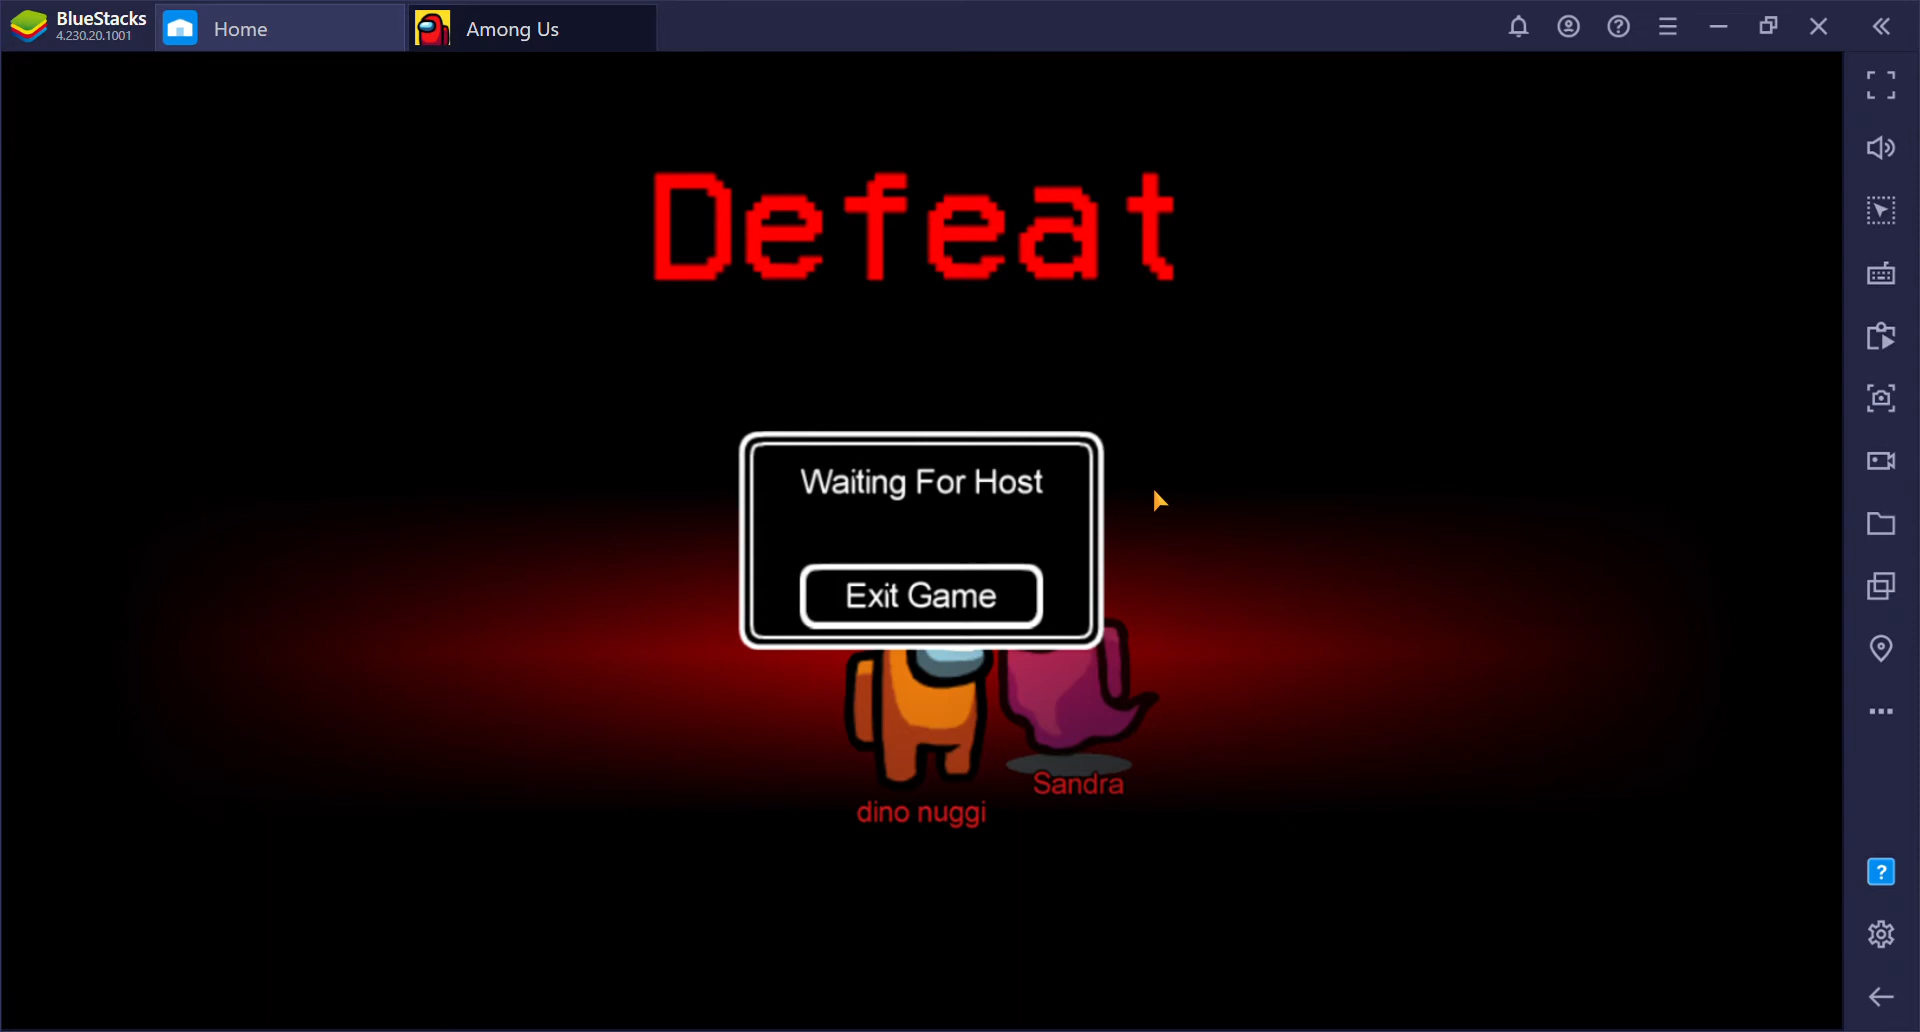 BlueStacks
4.230.20.1001
Home
Among Us
Defeat
Waiting For Host
Exit Game
Sandra
dino nuggi
?